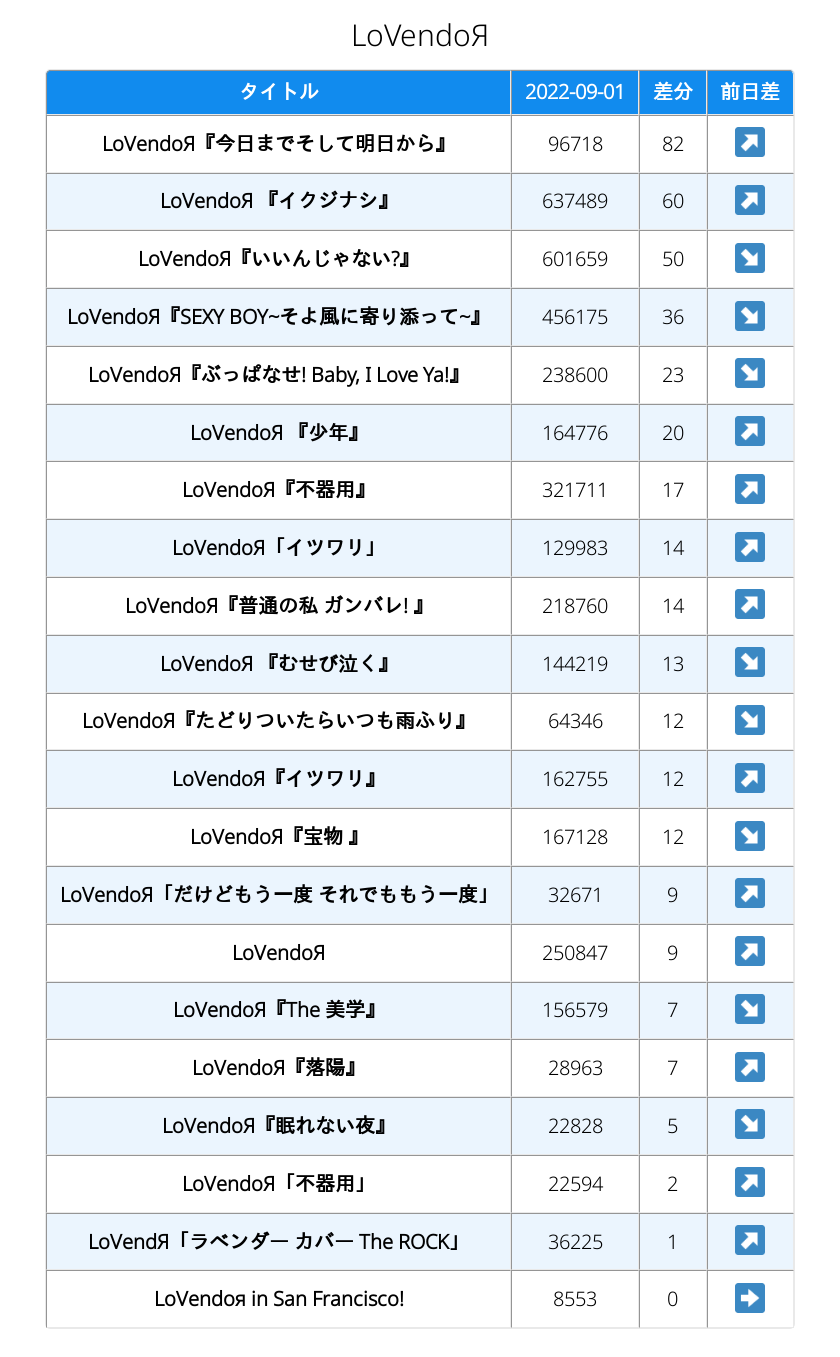 LoVendoЯ
タイトル 2022-09-01 差分 前日差
LoVendoЯ『今日までそして明日から』 96718 82 ↗
LoVendoЯ 『イクジナシ』 637489 60 ↗
LoVendoЯ『いいんじゃない?』 601659 50 ↘
LoVendoЯ『SEXY BOY~そよ風に寄り添って~』 456175 36 ↘
LoVendoЯ『ぶっぱなせ! Baby, I Love Ya!』 238600 23 ↘
LoVendoЯ 『少年』 164776 20 ↗
LoVendoЯ『不器用』 321711 17 ↗
LoVendoЯ「イツワリ」 129983 14 ↗
LoVendoЯ『普通の私 ガンバレ! 』 218760 14 ↗
LoVendoЯ 『むせび泣く』 144219 13 ↘
LoVendoЯ『たどりついたらいつも雨ふり』 64346 12 ↘
LoVendoЯ『イツワリ』 162755 12 ↗
LoVendoЯ『宝物 』 167128 12 ↘
LoVendoЯ「だけどもう一度 それでももう一度」 32671 9 ↗
LoVendoЯ 250847 9 ↗
LoVendoЯ『The 美学』 156579 7 ↘
LoVendoЯ『落陽』 28963 7 ↗
LoVendoЯ『眠れない夜』 22828 5 ↘
LoVendoЯ「不器用」 22594 2 ↗
LoVendЯ「ラベンダー カバー The ROCK」 36225 1 ↗
LoVendoя in San Francisco! 8553 0 ➡